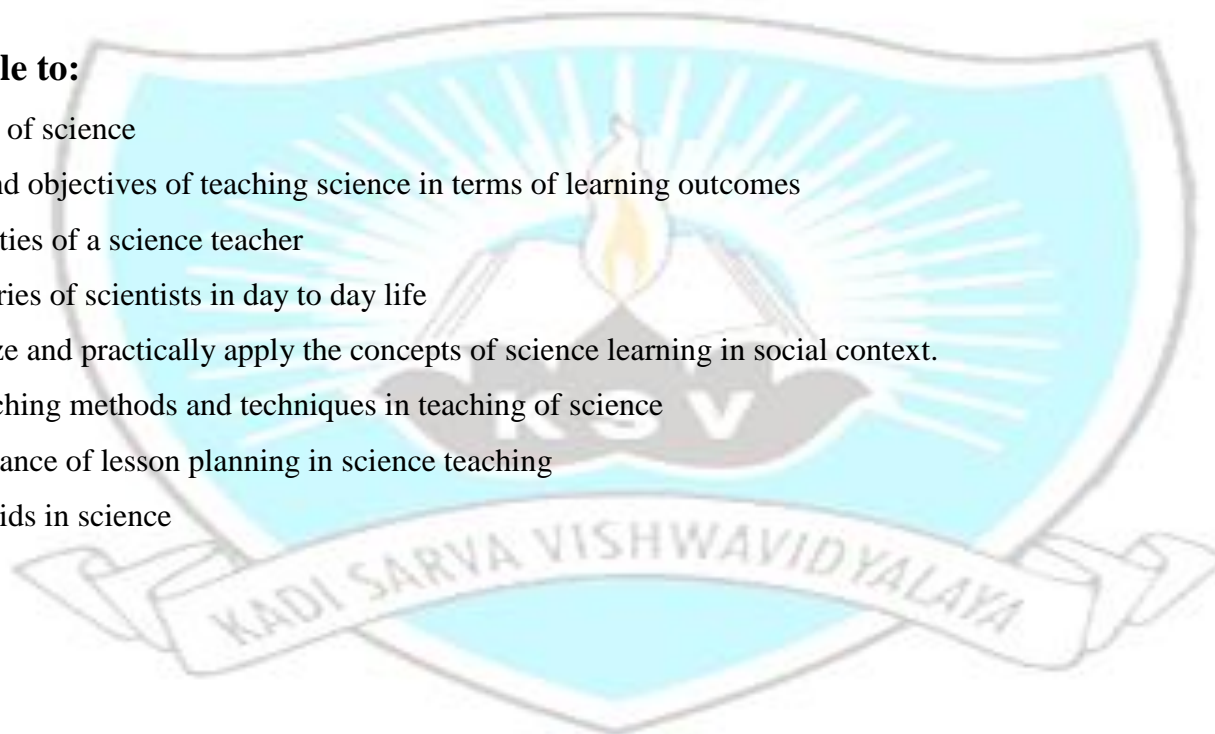 le to:
of science
nd objectives of teaching science in terms of learning outcomes
ties of a science teacher
ries of scientists in day to day life
ze and practically apply the concepts of science learning in social context.
ching methods and techniques in teaching of science
ance of lesson planning in science teaching
ids in science
KSV
KADI SARVA VISHWAVIDYALAYA